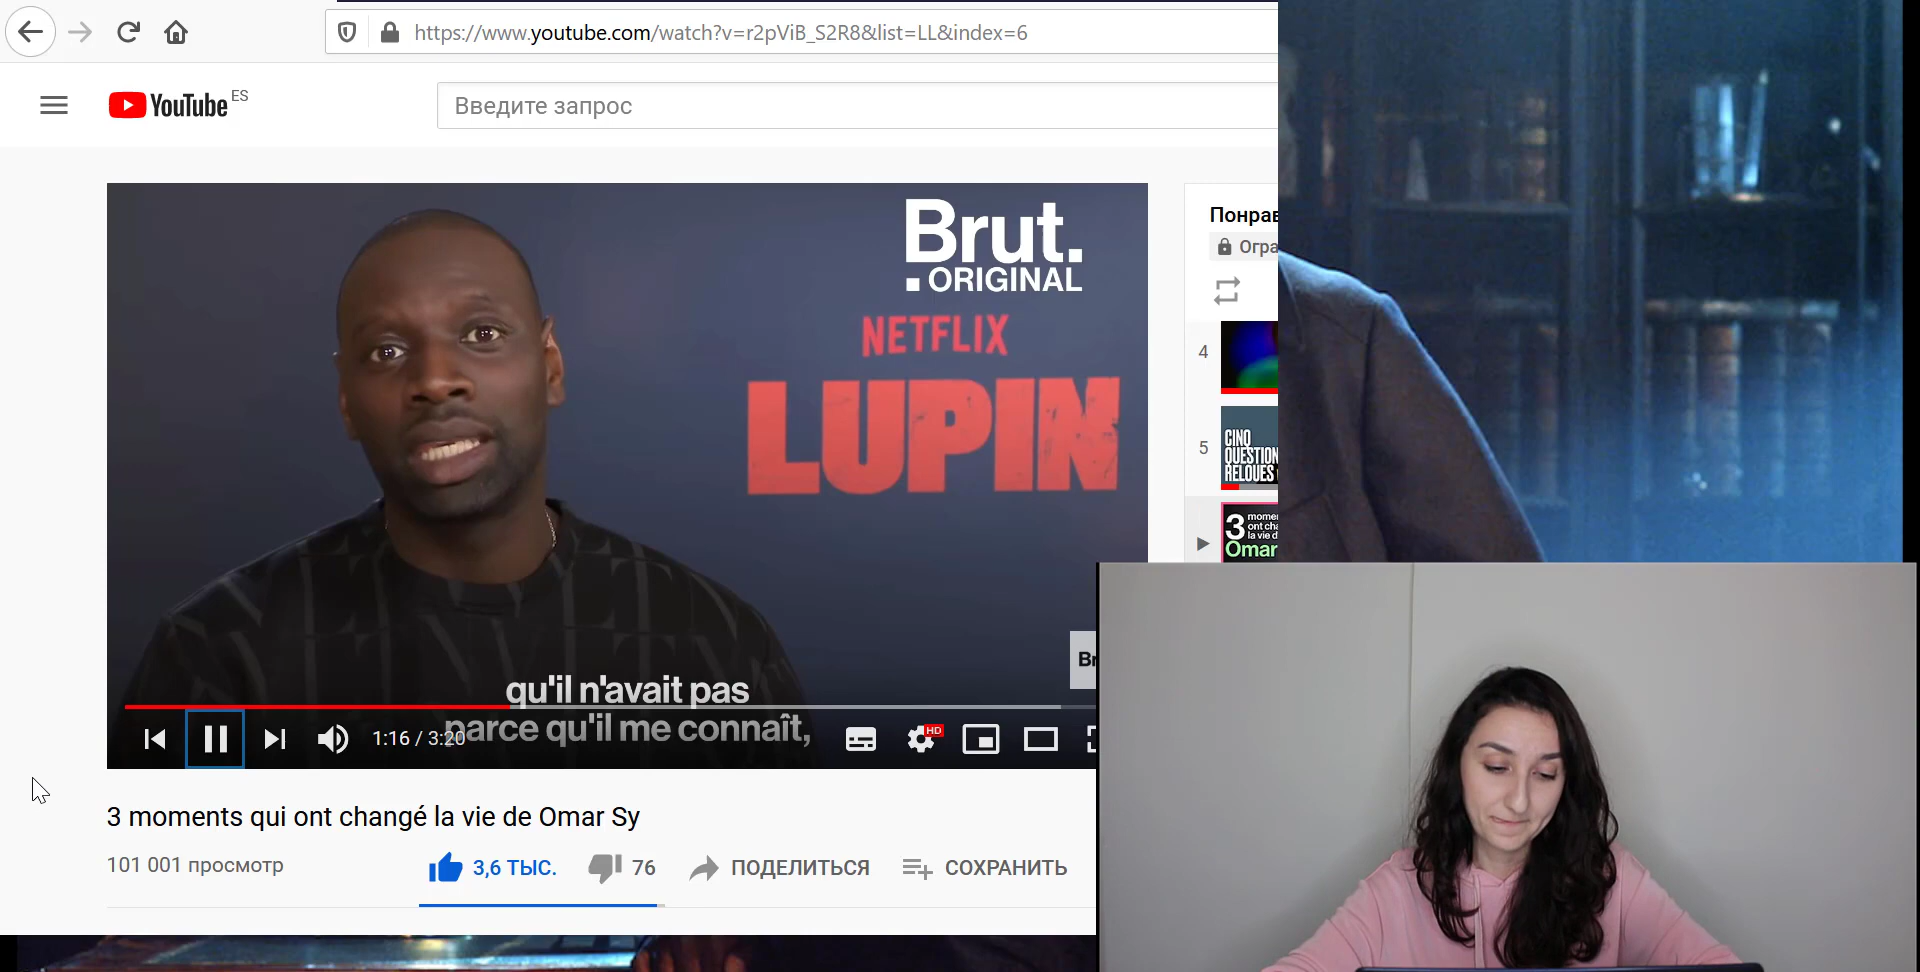 https://www.youtube.com/watch?v=r2pViB_S2R8&list=LL&index=6
YouTube ES
Введите запрос
Brut.
ORIGINAL
NETFLIX
LUPIN
qu'il n'avait pas
parce qu'il me connaît,
1:16 / 3:20
HD
3 moments qui ont changé la vie de Omar Sy
101 001 просмотр
3,6 ТЫС.
76
ПОДЕЛИТЬСЯ
СОХРАНИТЬ
4
5
CINQ
QUESTION
RELOUES
3
ont
la vie d
Omar